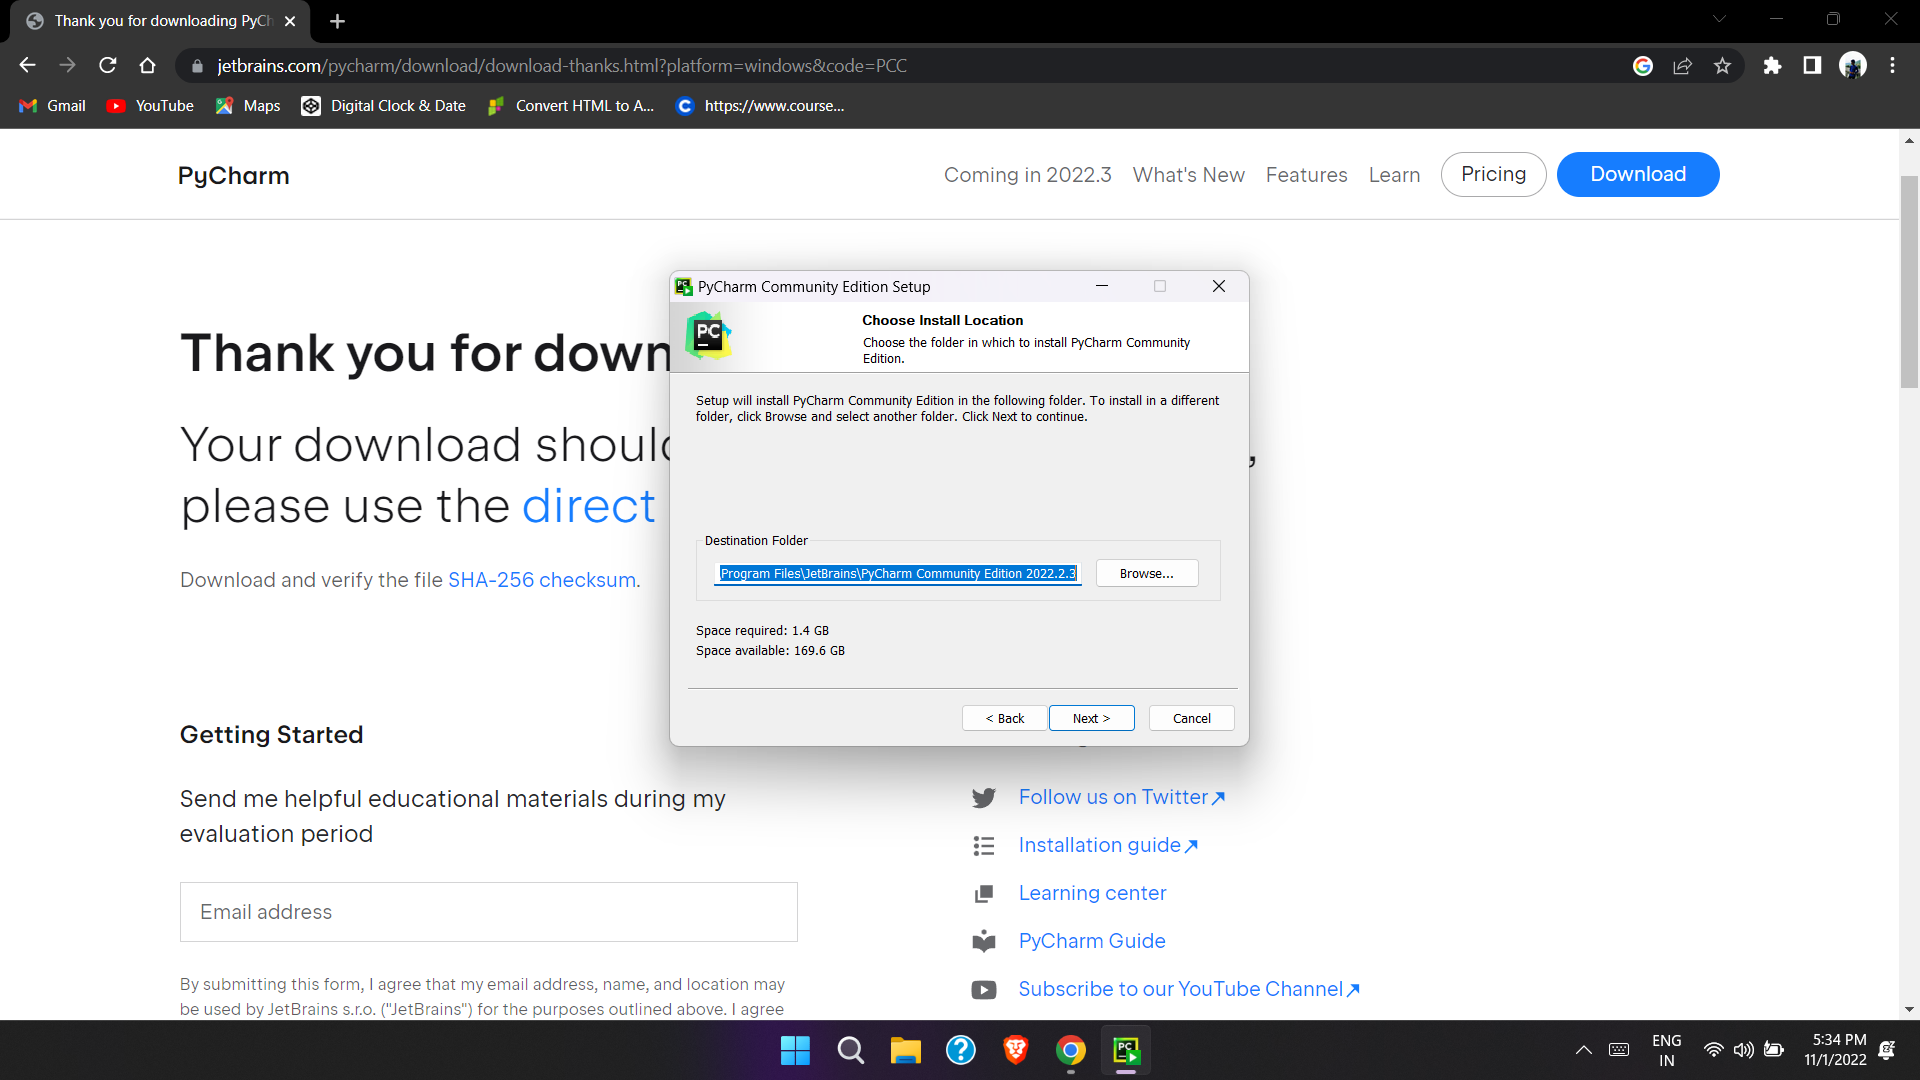 Thank you for downloading PyCh
jetbrains.com/pycharm/download/download-thanks.html?platform=windows&code=PCC
Gmail
YouTube
Maps
Digital Clock & Date
Convert HTML to A...
https://www.course...
PyCharm
Coming in 2022.3
What's New
Features
Learn
Pricing
Download
Thank you for down
Your download should
,
please use the direct
Download and verify the file SHA-256 checksum.
PyCharm Community Edition Setup
PC
Choose Install Location
Choose the folder in which to install PyCharm Community
Edition.
Setup will install PyCharm Community Edition in the following folder. To install in a different
folder, click Browse and select another folder. Click Next to continue.
Destination Folder
Program Files\JetBrains\PyCharm Community Edition 2022.2.3
Browse...
Space required: 1.4 GB
Space available: 169.6 GB
< Back
Next >
Cancel
Getting Started
Send me helpful educational materials during my
evaluation period
Email address
By submitting this form, I agree that my email address, name, and location may
be used by JetBrains s.r.o. ("JetBrains") for the purposes outlined above. I agree
Follow us on Twitter
Installation guide
Learning center
PyCharm Guide
Subscribe to our YouTube Channel
PC
ENG
IN
5:34 PM
11/1/2022